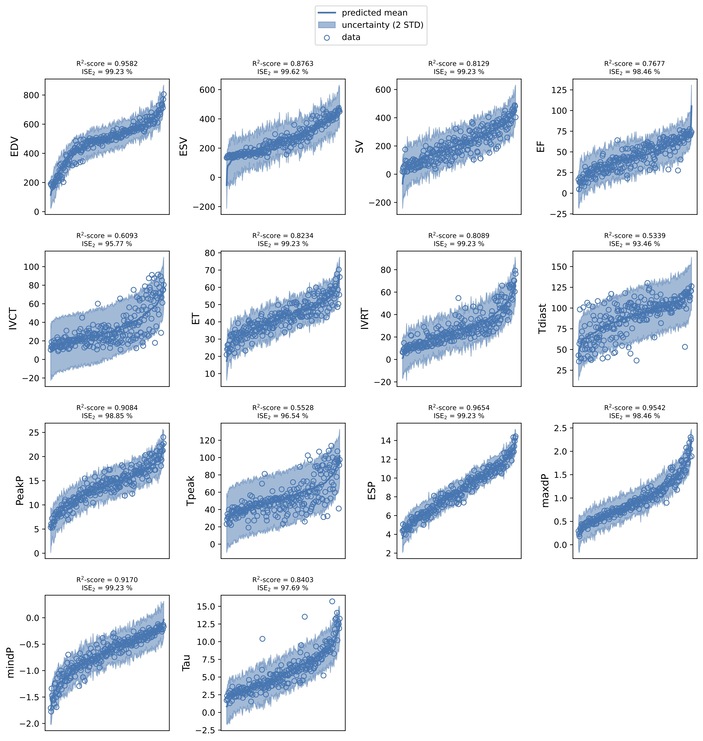 predicted mean
uncertainty (2 STD)
data
R²-score = 0.9582
ISE₂ = 99.23 %
R²-score = 0.8763
ISE₂ = 99.62 %
R²-score = 0.8129
ISE₂ = 99.23 %
R²-score = 0.7677
ISE₂ = 98.46 %
EDV
800
600
400
200
0
ESV
600
400
200
0
−200
SV
600
400
200
0
−200
EF
125
100
75
50
25
0
−25
R²-score = 0.6093
ISE₂ = 95.77 %
R²-score = 0.8234
ISE₂ = 99.23 %
R²-score = 0.8089
ISE₂ = 99.23 %
R²-score = 0.5339
ISE₂ = 93.46 %
IVCT
100
80
60
40
20
0
−20
ET
80
70
60
50
40
30
20
10
IVRT
80
60
40
20
0
−20
Tdiast
150
125
100
75
50
25
R²-score = 0.9084
ISE₂ = 98.85 %
R²-score = 0.5528
ISE₂ = 96.54 %
R²-score = 0.9654
ISE₂ = 99.23 %
R²-score = 0.9542
ISE₂ = 98.46 %
PeakP
25
20
15
10
5
0
Tpeak
120
100
80
60
40
20
0
ESP
14
12
10
8
6
4
2
maxdP
2.5
2.0
1.5
1.0
0.5
0.0
R²-score = 0.9170
ISE₂ = 99.23 %
R²-score = 0.8403
ISE₂ = 97.69 %
mindP
0.0
−0.5
−1.0
−1.5
−2.0
Tau
15.0
12.5
10.0
7.5
5.0
2.5
0.0
−2.5